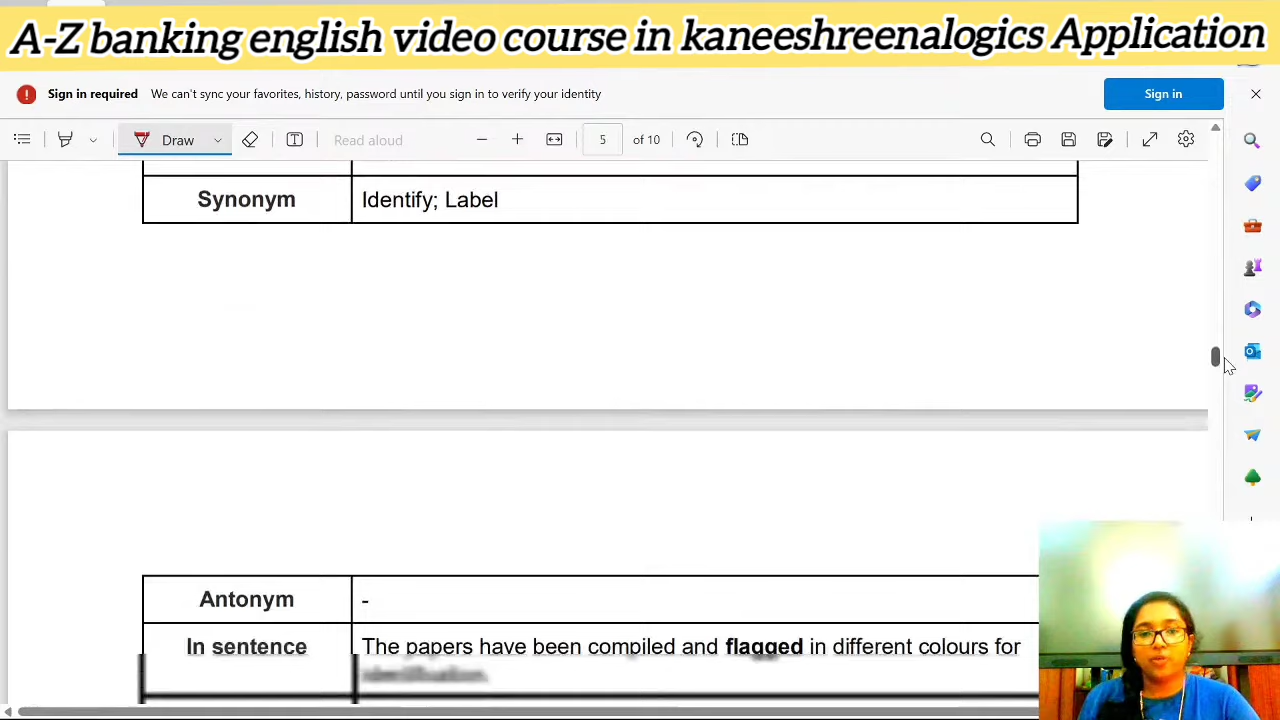 A-Z banking english video course in kaneeshreenalogics Application
Sign in required We can't sync your favorites, history, password until you sign in to verify your identity
Sign in
Draw
Read aloud
5 of 10
Synonym Identify; Label
Antonym -
In sentence The papers have been compiled and flagged in different colours for
identification.